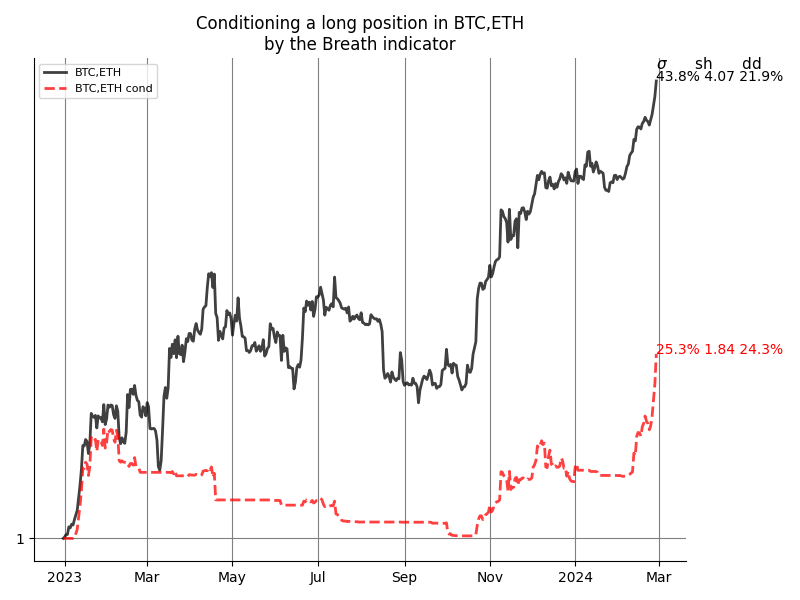 Conditioning a long position in BTC,ETH
by the Breath indicator
σ sh dd
43.8% 4.07 21.9%
BTC,ETH
BTC,ETH cond
25.3% 1.84 24.3%
1
2023 Mar May Jul Sep Nov 2024 Mar